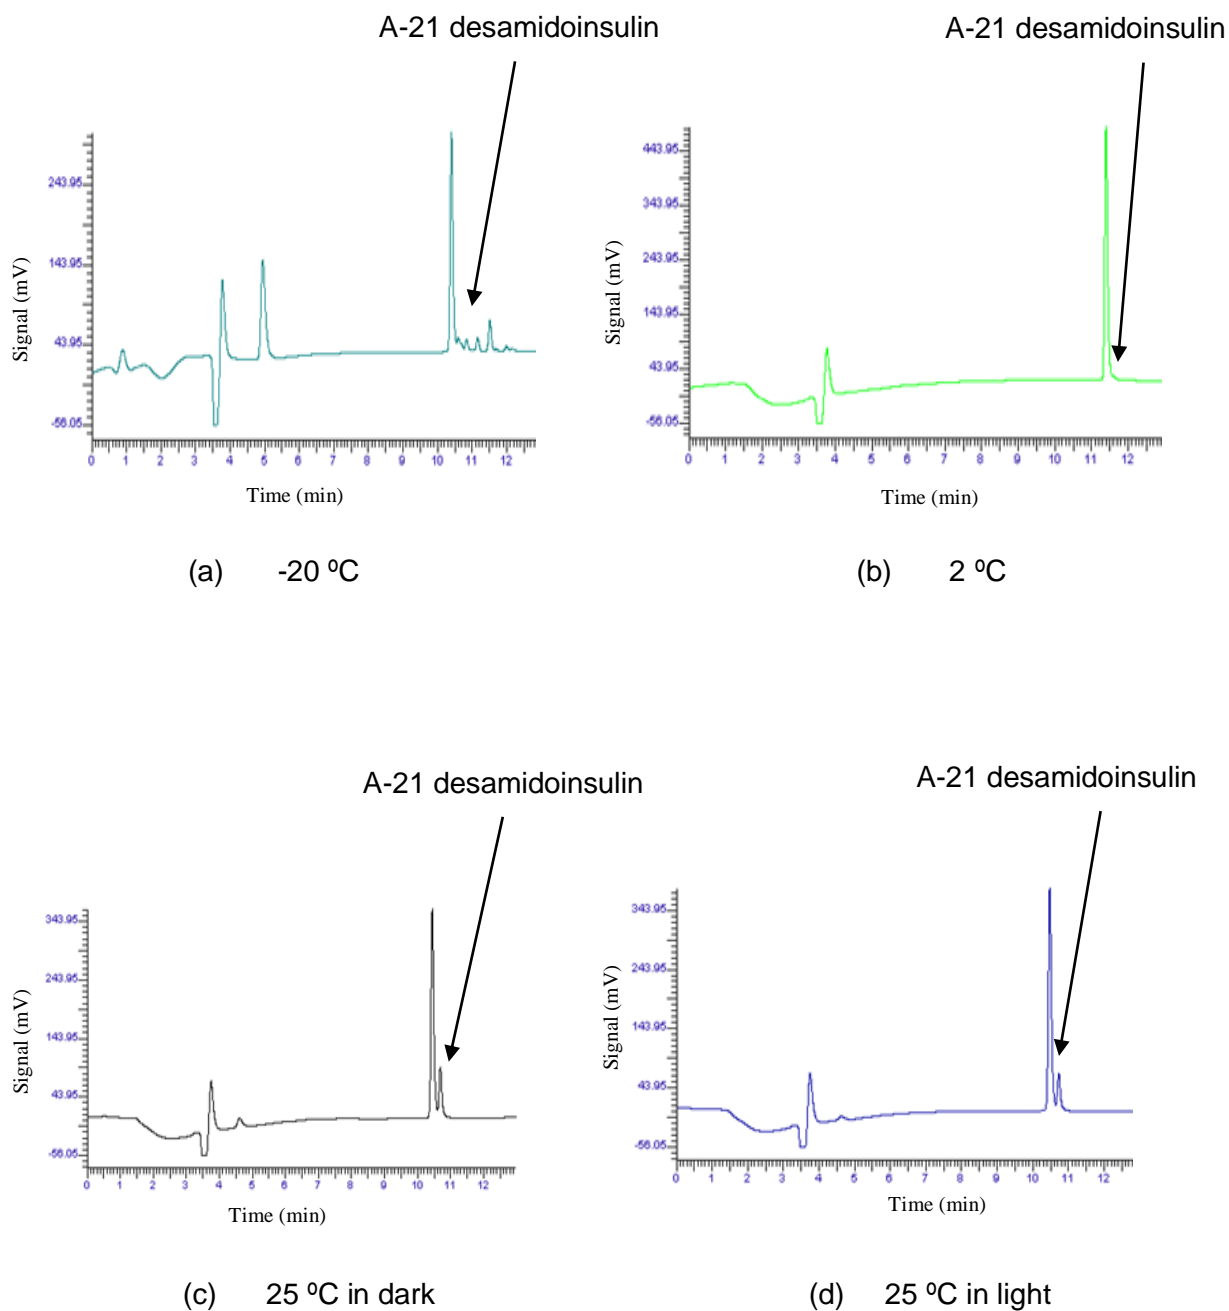 A-21 desamidoinsulin
A-21 desamidoinsulin
243.95
143.95
43.95
-56.05
Signal (mV)
0 1 2 3 4 5 6 7 8 9 10 11 12
Time (min)
443.95
343.95
243.95
143.95
43.95
-56.05
Signal (mV)
0 1 2 3 4 5 6 7 8 9 10 11 12
Time (min)
(a) -20 ºC
(b) 2 ºC
A-21 desamidoinsulin
A-21 desamidoinsulin
343.95
243.95
143.95
43.95
-56.05
Signal (mV)
0 1 2 3 4 5 6 7 8 9 10 11 12
Time (min)
343.95
243.95
143.95
43.95
-56.05
Signal (mV)
0 1 2 3 4 5 6 7 8 9 10 11 12
Time (min)
(c) 25 ºC in dark
(d) 25 ºC in light